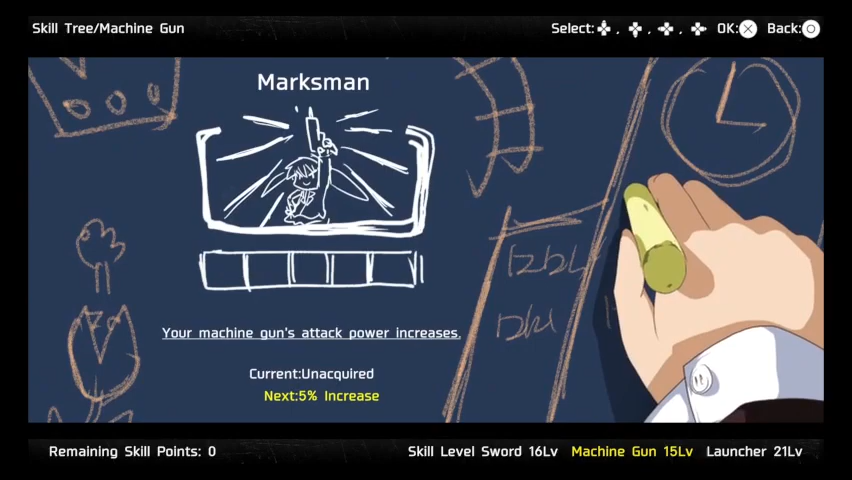 Skill Tree/Machine Gun
Select: , , , OK: Back:
Marksman
Your machine gun's attack power increases.
Current:Unacquired
Next:5% Increase
Remaining Skill Points: 0
Skill Level Sword 16Lv Machine Gun 15Lv Launcher 21Lv